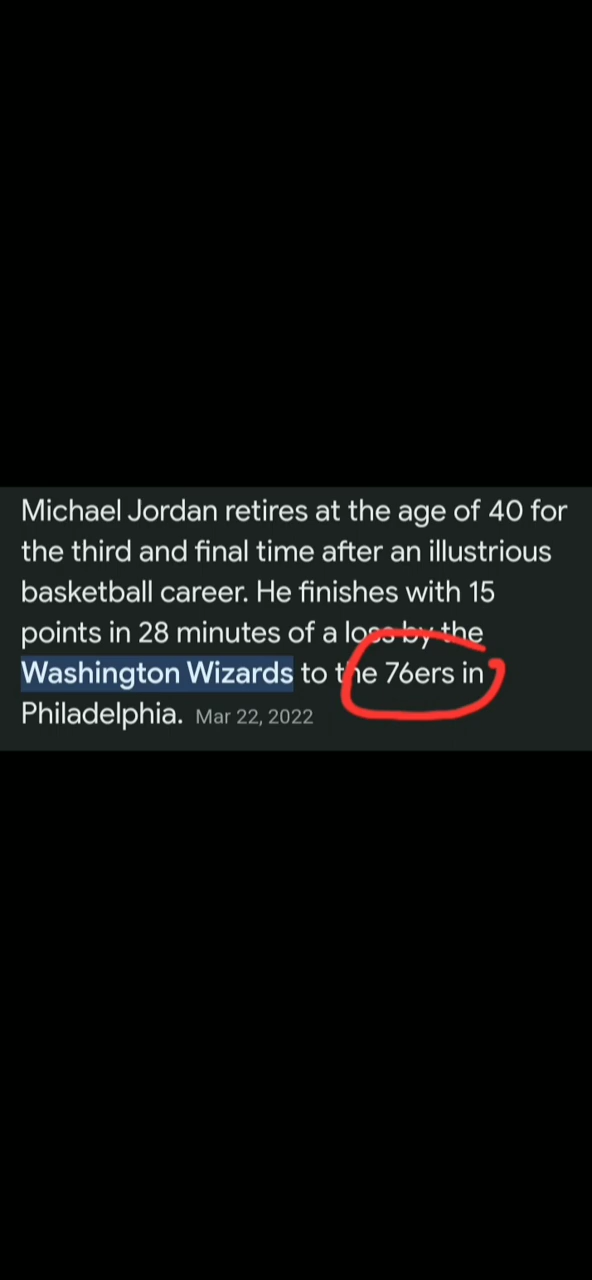 Michael Jordan retires at the age of 40 for
the third and final time after an illustrious
basketball career. He finishes with 15
points in 28 minutes of a loss by the
Washington Wizards to the 76ers in
Philadelphia. Mar 22, 2022